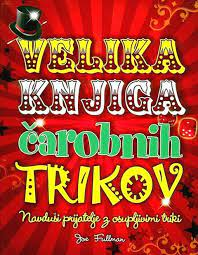 VELIKA
KNJIGA
čarobnih
TRIKOV
Navduši prijatelje z osupljivimi triki
Joe Fullman